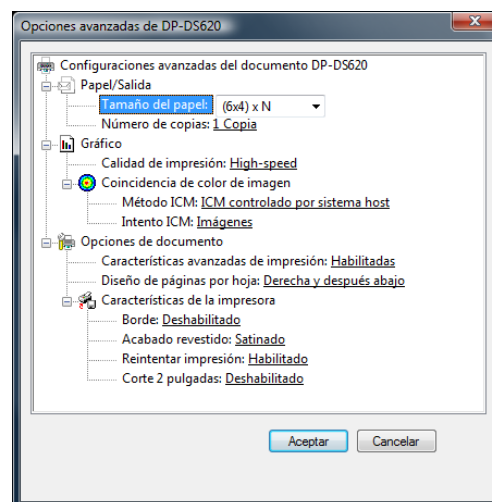 Opciones avanzadas de DP-DS620
Configuraciones avanzadas del documento DP-DS620
Papel/Salida
Tamaño del papel: (6x4) x N
Número de copias: 1 Copia
Gráfico
Calidad de impresión: High-speed
Coincidencia de color de imagen
Método ICM: ICM controlado por sistema host
Intento ICM: Imágenes
Opciones de documento
Características avanzadas de impresión: Habilitadas
Diseño de páginas por hoja: Derecha y después abajo
Características de la impresora
Borde: Deshabilitado
Acabado revestido: Satinado
Reintentar impresión: Habilitado
Corte 2 pulgadas: Deshabilitado
Aceptar Cancelar